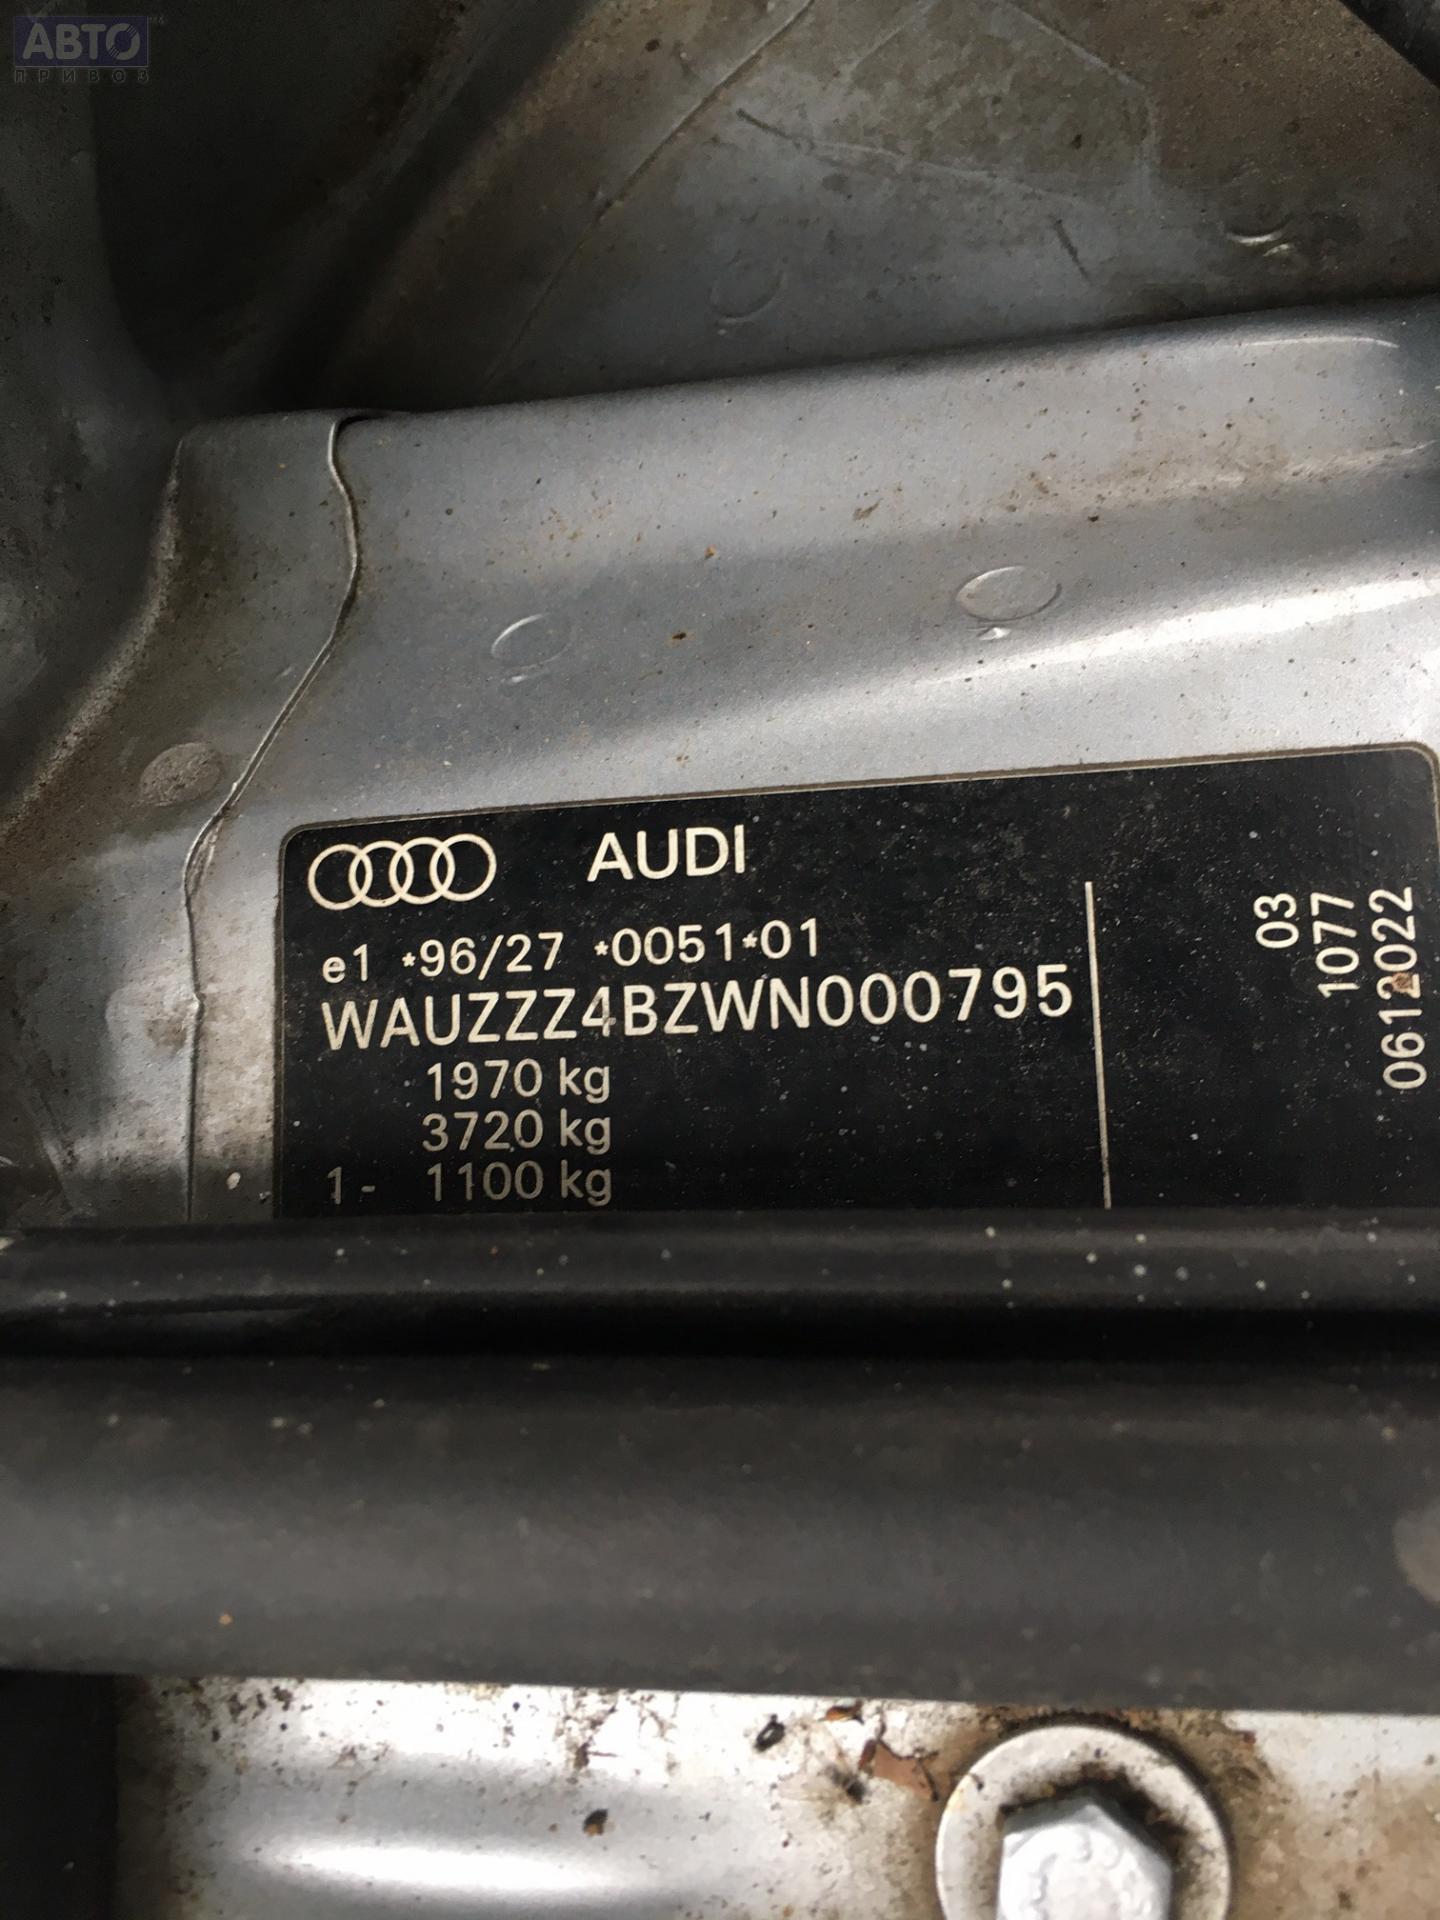 АВТО
ПРИВОЗ
AUDI
e1 *96/27 *0051*01
WAUZZZ4BZWN000795
1970 kg
3720 kg
1- 1100 kg
03
1077
0612022